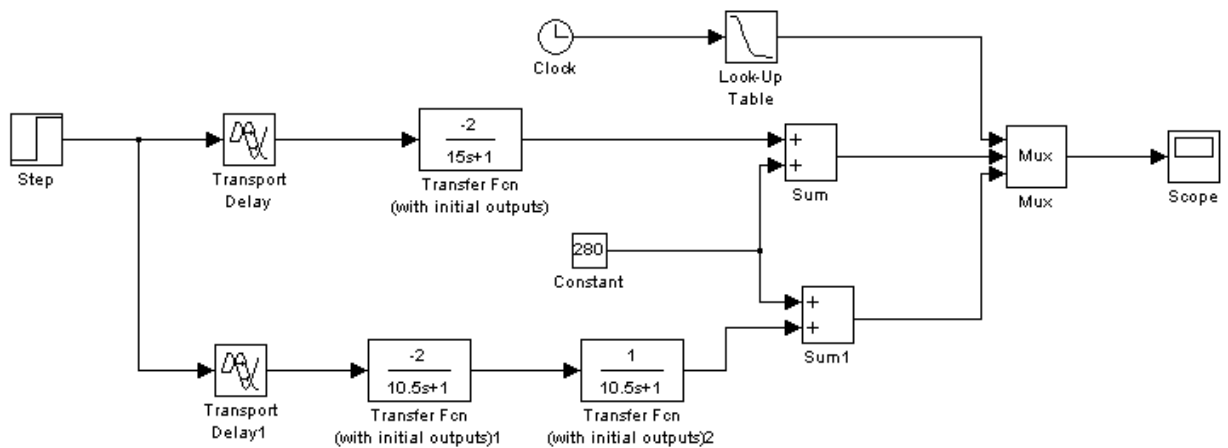 Clock
Look-Up
Table
Step
Transport
Delay
-2
15s+1
Transfer Fcn
(with initial outputs)
+
+
Sum
Mux
Mux
Scope
280
Constant
+
+
Sum1
Transport
Delay1
-2
10.5s+1
Transfer Fcn
(with initial outputs)1
1
10.5s+1
Transfer Fcn
(with initial outputs)2